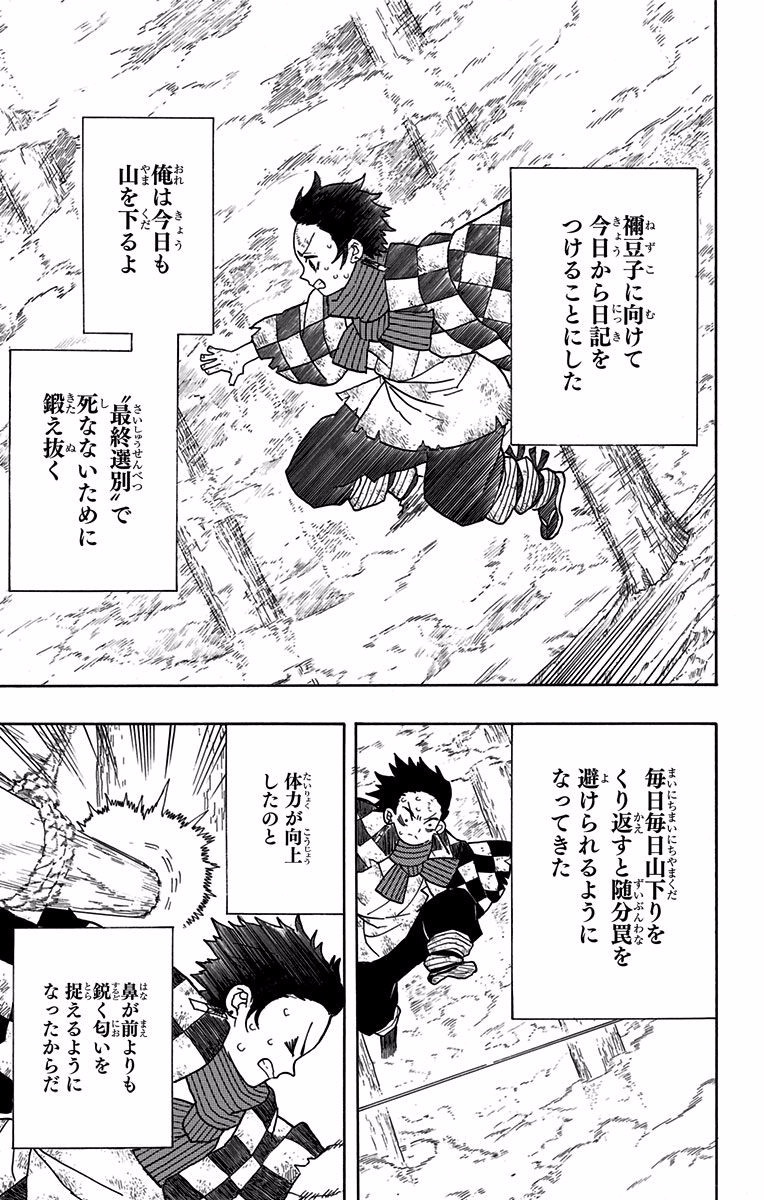 禰豆子に向けて
今日から日記を
つけることにした
俺は今日も
山を下るよ
〝最終選別〟で
死なないために
鍛え抜く
毎日毎日山下りを
くり返すと随分罠を
避けられるように
なってきた
体力が向上
したのと
鼻が前よりも
鋭く匂いを
捉えるように
なったからだ